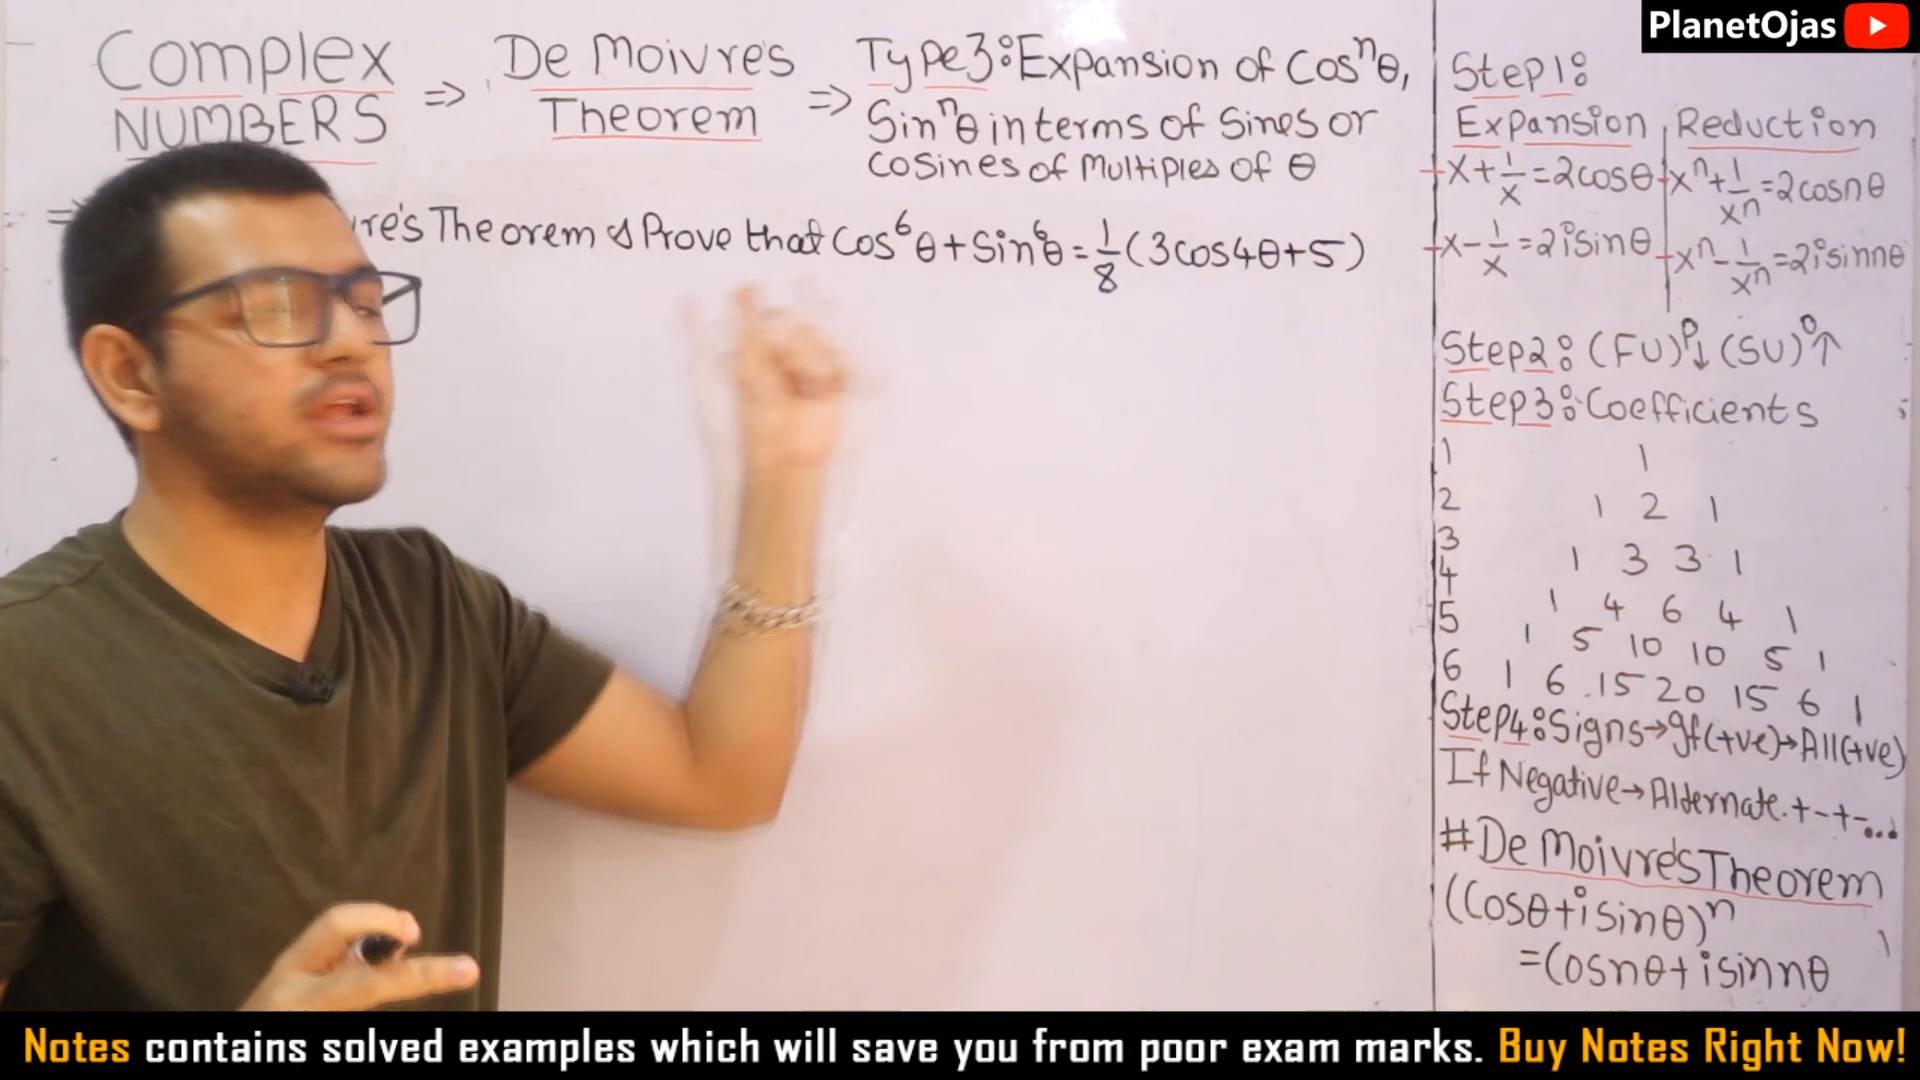 PlanetOjas
Complex
NUMBERS
⇒ De Moivre's
Theorem
⇒ Type3: Expansion of Cosⁿθ,
Sinⁿθ in terms of Sines or
Cosines of Multiples of θ
⇒ re's Theorem & Prove that Cos⁶θ+Sin⁶θ=1/8(3cos4θ+5)
Step1:
Expansion Reduction
x+1/x=2cosθ xⁿ+1/xⁿ=2cosnθ
x-1/x=2isinθ xⁿ-1/xⁿ=2isinnθ
Step2: (FU)ᴾ↓ (SU)⁰↑
Step3: Coefficients
1 1
2 1 2 1
3 1 3 3 1
4 1 4 6 4 1
5 1 5 10 10 5 1
6 1 6 15 20 15 6 1
Step4: Signs→If(+ve)→All(+ve)
If Negative→Alternate.+-+-...
#De Moivre's Theorem
(Cosθ+isinθ)ⁿ
=Cosnθ+isinnθ
Notes contains solved examples which will save you from poor exam marks. Buy Notes Right Now!